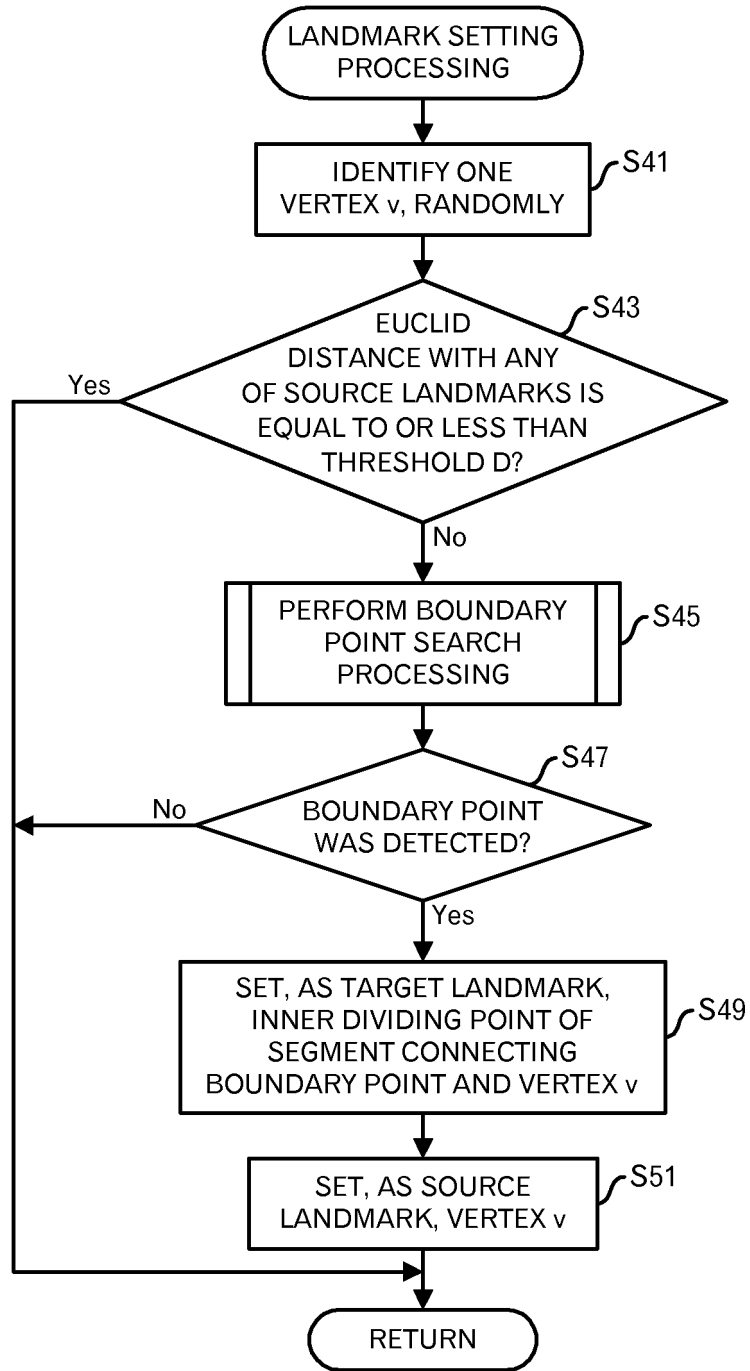 LANDMARK SETTING
PROCESSING
IDENTIFY ONE
VERTEX v, RANDOMLY
S41
EUCLID
DISTANCE WITH ANY
OF SOURCE LANDMARKS IS
EQUAL TO OR LESS THAN
THRESHOLD D?
S43
Yes
No
PERFORM BOUNDARY
POINT SEARCH
PROCESSING
S45
BOUNDARY POINT
WAS DETECTED?
S47
No
Yes
SET, AS TARGET LANDMARK,
INNER DIVIDING POINT OF
SEGMENT CONNECTING
BOUNDARY POINT AND VERTEX v
S49
SET, AS SOURCE
LANDMARK, VERTEX v
S51
RETURN